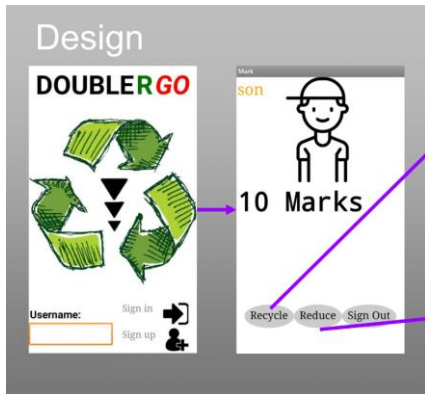 Design
DOUBLERGO
Username:
Sign in
Sign up
Mark
son
10 Marks
Recycle
Reduce
Sign Out